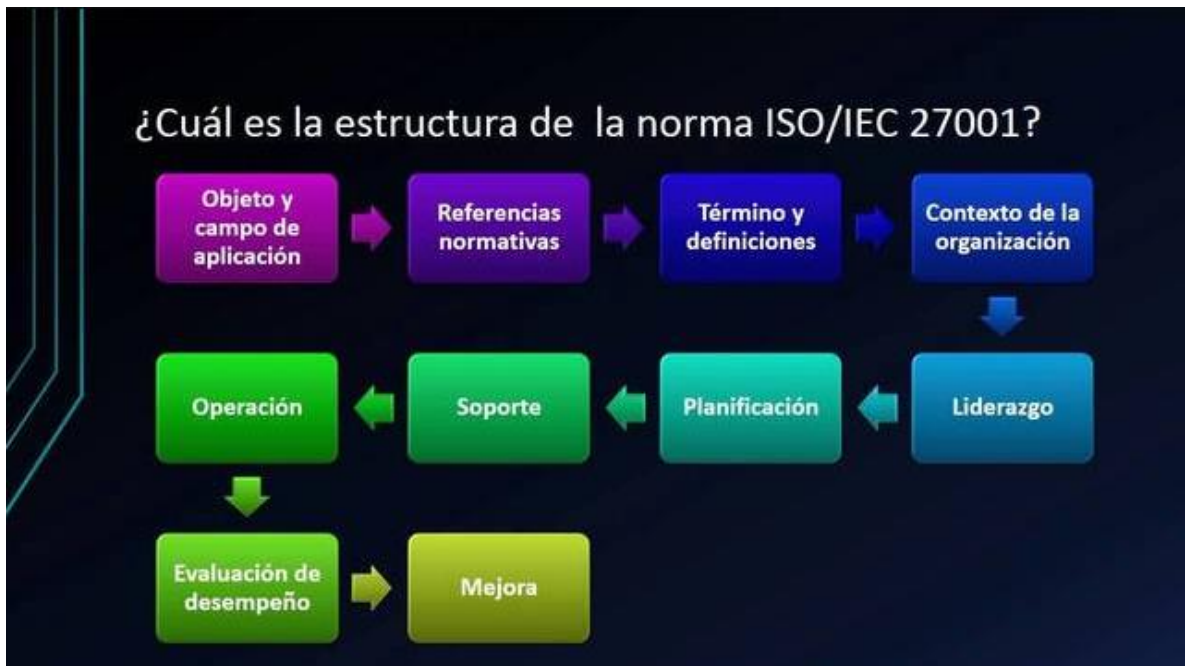 ¿Cuál es la estructura de la norma ISO/IEC 27001?
Objeto y
campo de
aplicación
Referencias
normativas
Término y
definiciones
Contexto de la
organización
Liderazgo
Planificación
Soporte
Operación
Evaluación de
desempeño
Mejora